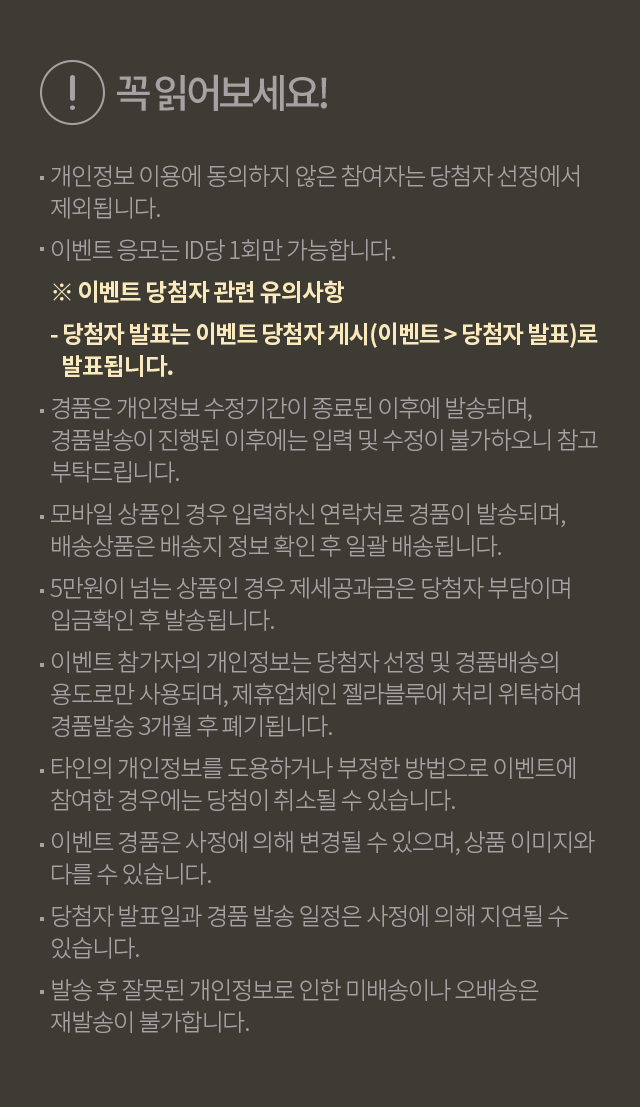 ! 꼭 읽어보세요!
· 개인정보 이용에 동의하지 않은 참여자는 당첨자 선정에서
제외됩니다.
· 이벤트 응모는 ID당 1회만 가능합니다.
※ 이벤트 당첨자 관련 유의사항
- 당첨자 발표는 이벤트 당첨자 게시(이벤트 > 당첨자 발표)로
발표됩니다.
· 경품은 개인정보 수정기간이 종료된 이후에 발송되며,
경품발송이 진행된 이후에는 입력 및 수정이 불가하오니 참고
부탁드립니다.
· 모바일 상품인 경우 입력하신 연락처로 경품이 발송되며,
배송상품은 배송지 정보 확인 후 일괄 배송됩니다.
· 5만원이 넘는 상품인 경우 제세공과금은 당첨자 부담이며
입금확인 후 발송됩니다.
· 이벤트 참가자의 개인정보는 당첨자 선정 및 경품배송의
용도로만 사용되며, 제휴업체인 젤라블루에 처리 위탁하여
경품발송 3개월 후 폐기됩니다.
· 타인의 개인정보를 도용하거나 부정한 방법으로 이벤트에
참여한 경우에는 당첨이 취소될 수 있습니다.
· 이벤트 경품은 사정에 의해 변경될 수 있으며, 상품 이미지와
다를 수 있습니다.
· 당첨자 발표일과 경품 발송 일정은 사정에 의해 지연될 수
있습니다.
· 발송 후 잘못된 개인정보로 인한 미배송이나 오배송은
재발송이 불가합니다.